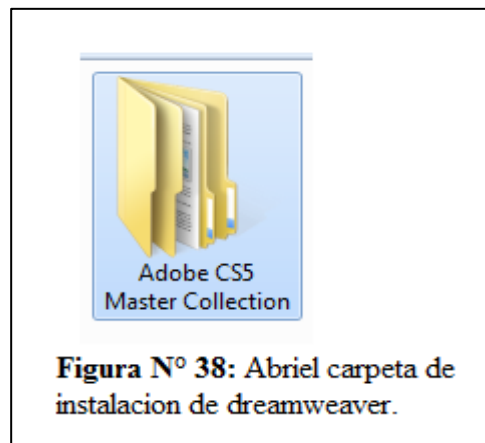 Adobe CS5
Master Collection
Figura N° 38: Abriel carpeta de
instalacion de dreamweaver.